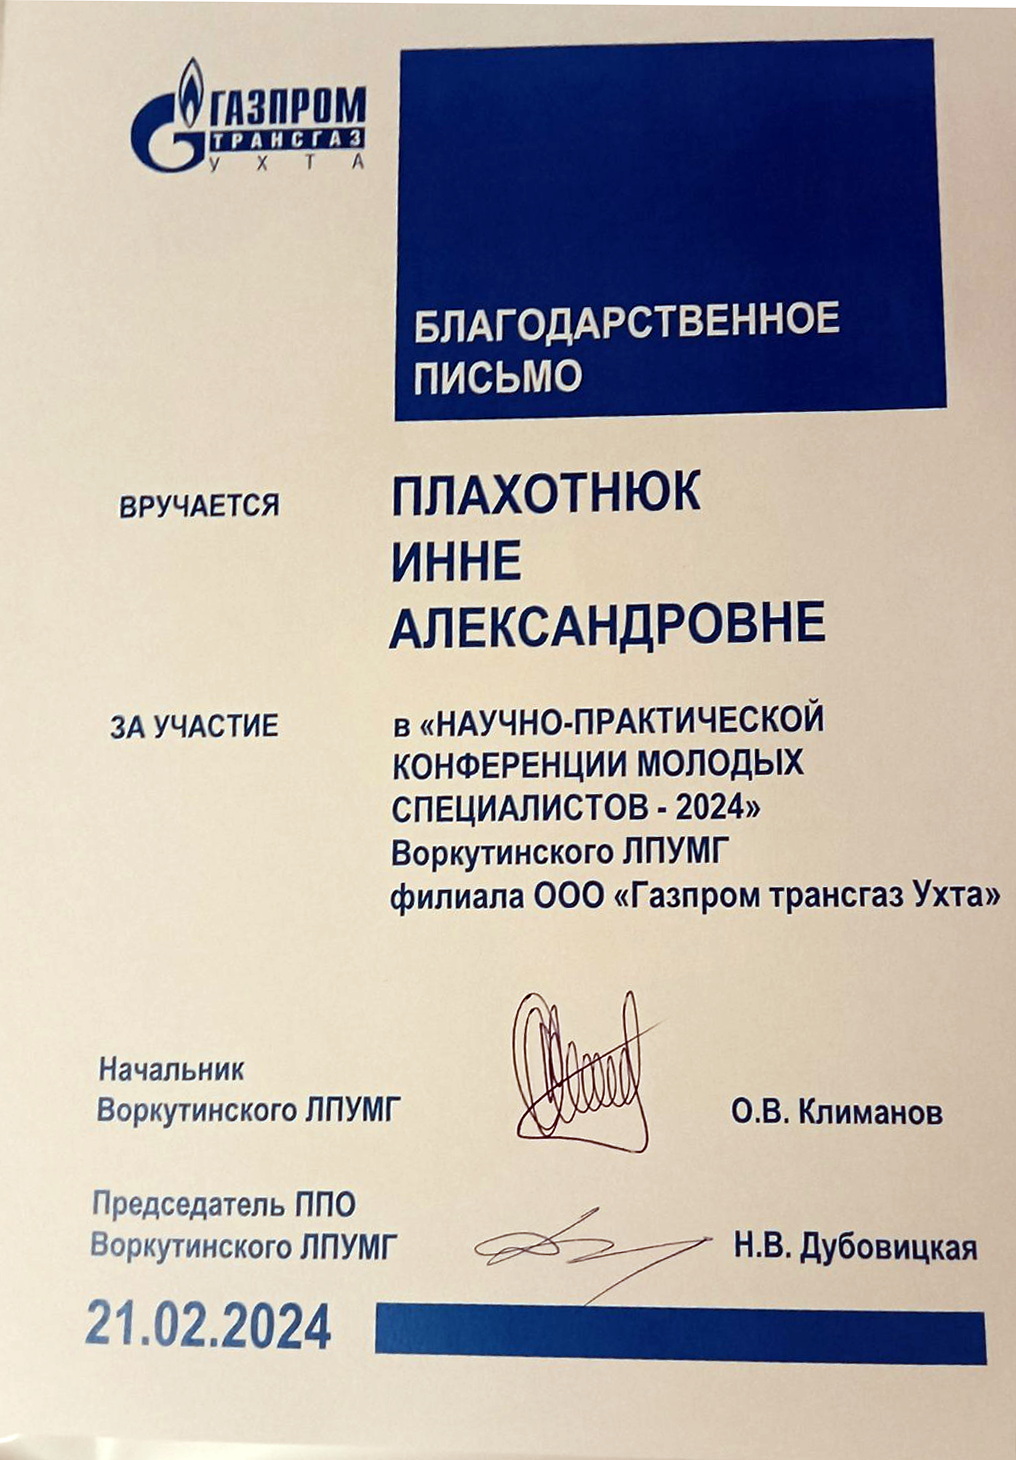 ГАЗПРОМ
ТРАНСГАЗ
УХТА
БЛАГОДАРСТВЕННОЕ
ПИСЬМО
ВРУЧАЕТСЯ
ПЛАХОТНЮК
ИННЕ
АЛЕКСАНДРОВНЕ
ЗА УЧАСТИЕ
в «НАУЧНО-ПРАКТИЧЕСКОЙ
КОНФЕРЕНЦИИ МОЛОДЫХ
СПЕЦИАЛИСТОВ - 2024»
Воркутинского ЛПУМГ
филиала ООО «Газпром трансгаз Ухта»
Начальник
Воркутинского ЛПУМГ
О.В. Климанов
Председатель ППО
Воркутинского ЛПУМГ
Н.В. Дубовицкая
21.02.2024